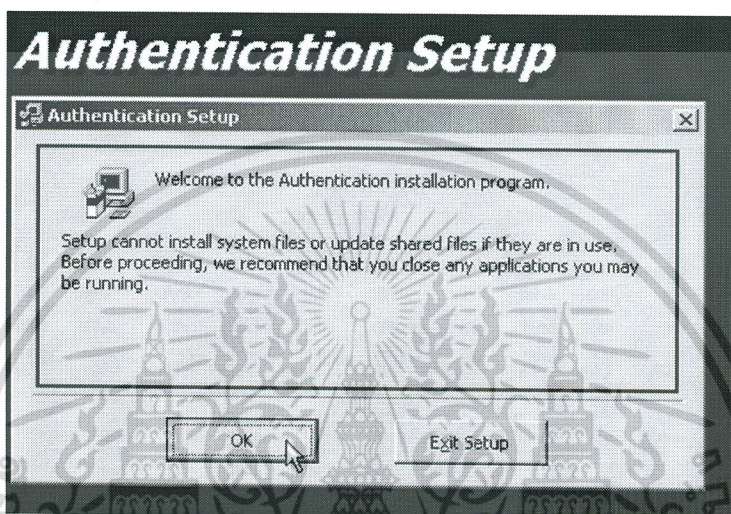 Authentication Setup
Authentication Setup
Welcome to the Authentication installation program.
Setup cannot install system files or update shared files if they are in use.
Before proceeding, we recommend that you close any applications you may
be running.
OK
Exit Setup